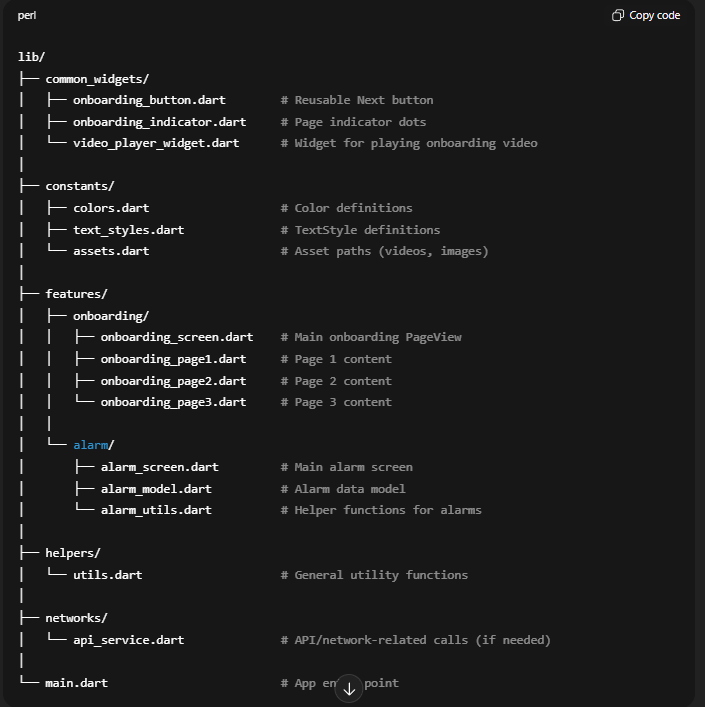 perl
Copy code
lib/
├── common_widgets/
│   ├── onboarding_button.dart        # Reusable Next button
│   ├── onboarding_indicator.dart     # Page indicator dots
│   └── video_player_widget.dart      # Widget for playing onboarding video
│
├── constants/
│   ├── colors.dart                   # Color definitions
│   ├── text_styles.dart              # TextStyle definitions
│   └── assets.dart                   # Asset paths (videos, images)
│
├── features/
│   ├── onboarding/
│   │   ├── onboarding_screen.dart    # Main onboarding PageView
│   │   ├── onboarding_page1.dart     # Page 1 content
│   │   ├── onboarding_page2.dart     # Page 2 content
│   │   └── onboarding_page3.dart     # Page 3 content
│   │
│   └── alarm/
│       ├── alarm_screen.dart         # Main alarm screen
│       ├── alarm_model.dart          # Alarm data model
│       └── alarm_utils.dart          # Helper functions for alarms
│
├── helpers/
│   └── utils.dart                    # General utility functions
│
├── networks/
│   └── api_service.dart              # API/network-related calls (if needed)
│
└── main.dart                         # App point